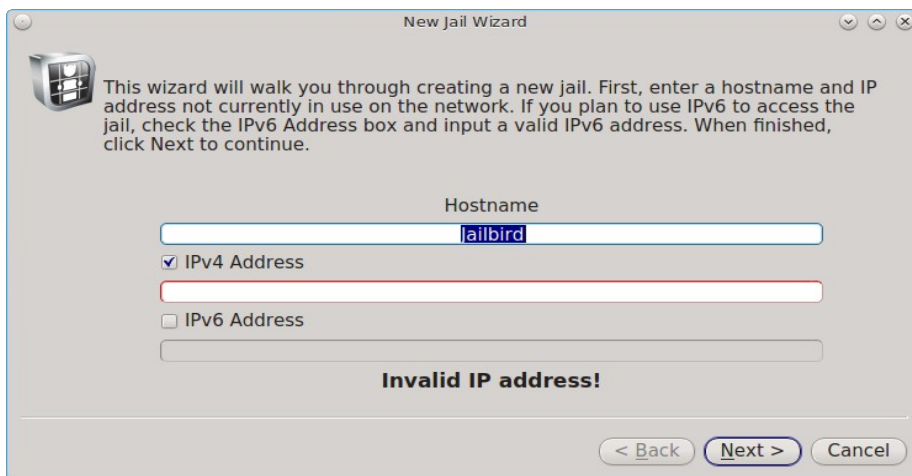 New Jail Wizard
This wizard will walk you through creating a new jail. First, enter a hostname and IP
address not currently in use on the network. If you plan to use IPv6 to access the
jail, check the IPv6 Address box and input a valid IPv6 address. When finished,
click Next to continue.
Hostname
Jailbird
IPv4 Address
IPv6 Address
Invalid IP address!
< Back Next > Cancel